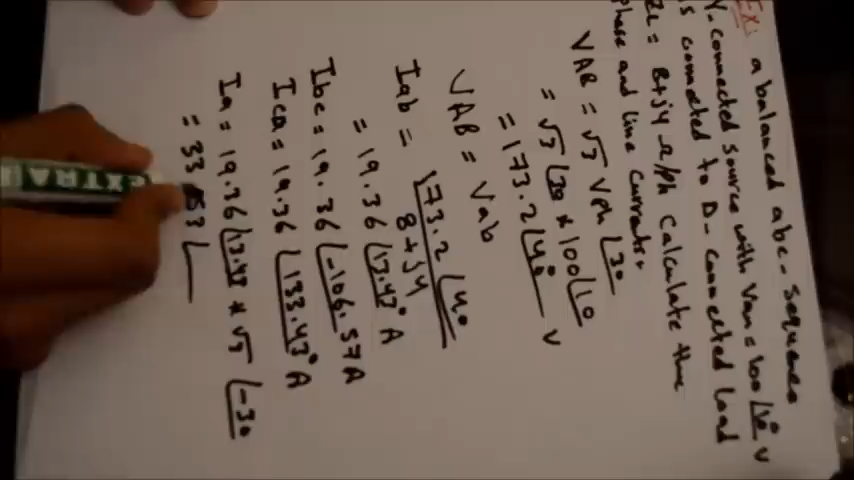 Ex: a balanced abc-sequence
Y-connected source with Van = 100∠10° V
is connected to D-connected load
ZL = 8+j4 Ω/ph Calculate the
phase and line currents.
VAB = √3 Vph ∠30
= √3 ∠30 * 100∠10
= 173.2 ∠40° V
VAB = Vab
Iab = 173.2 ∠40 / 8+j4
= 19.36 ∠13.43° A
Ibc = 19.36 ∠-106.57 A
Ica = 19.36 ∠133.43° A
Ia = 19.36 ∠13.43 * √3 ∠-30
= 33.53 ∠
EXTRA